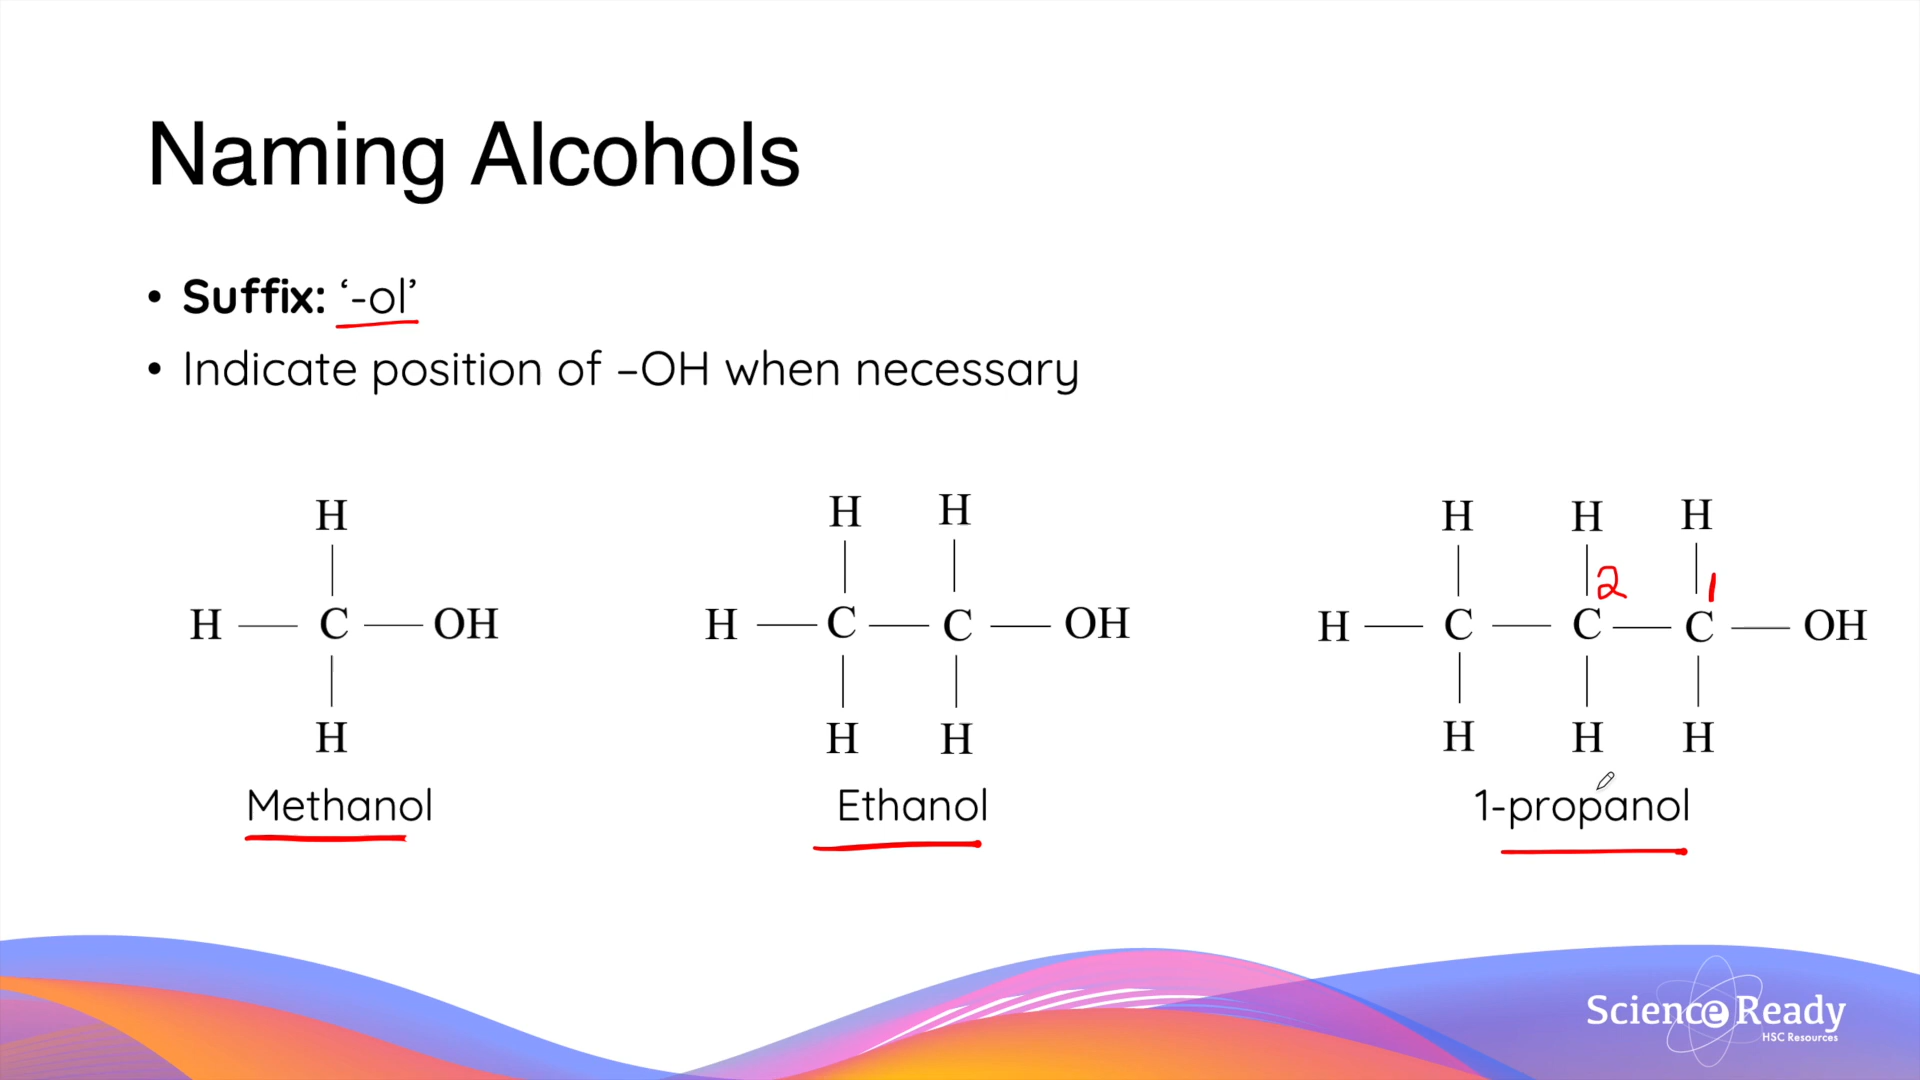 Naming Alcohols
• Suffix: ‘-ol’
• Indicate position of –OH when necessary
H
H C OH
H
Methanol
H H
H C C OH
H H
Ethanol
H H H
2 1
H C C C OH
H H H
1-propanol
Science Ready
HSC Resources